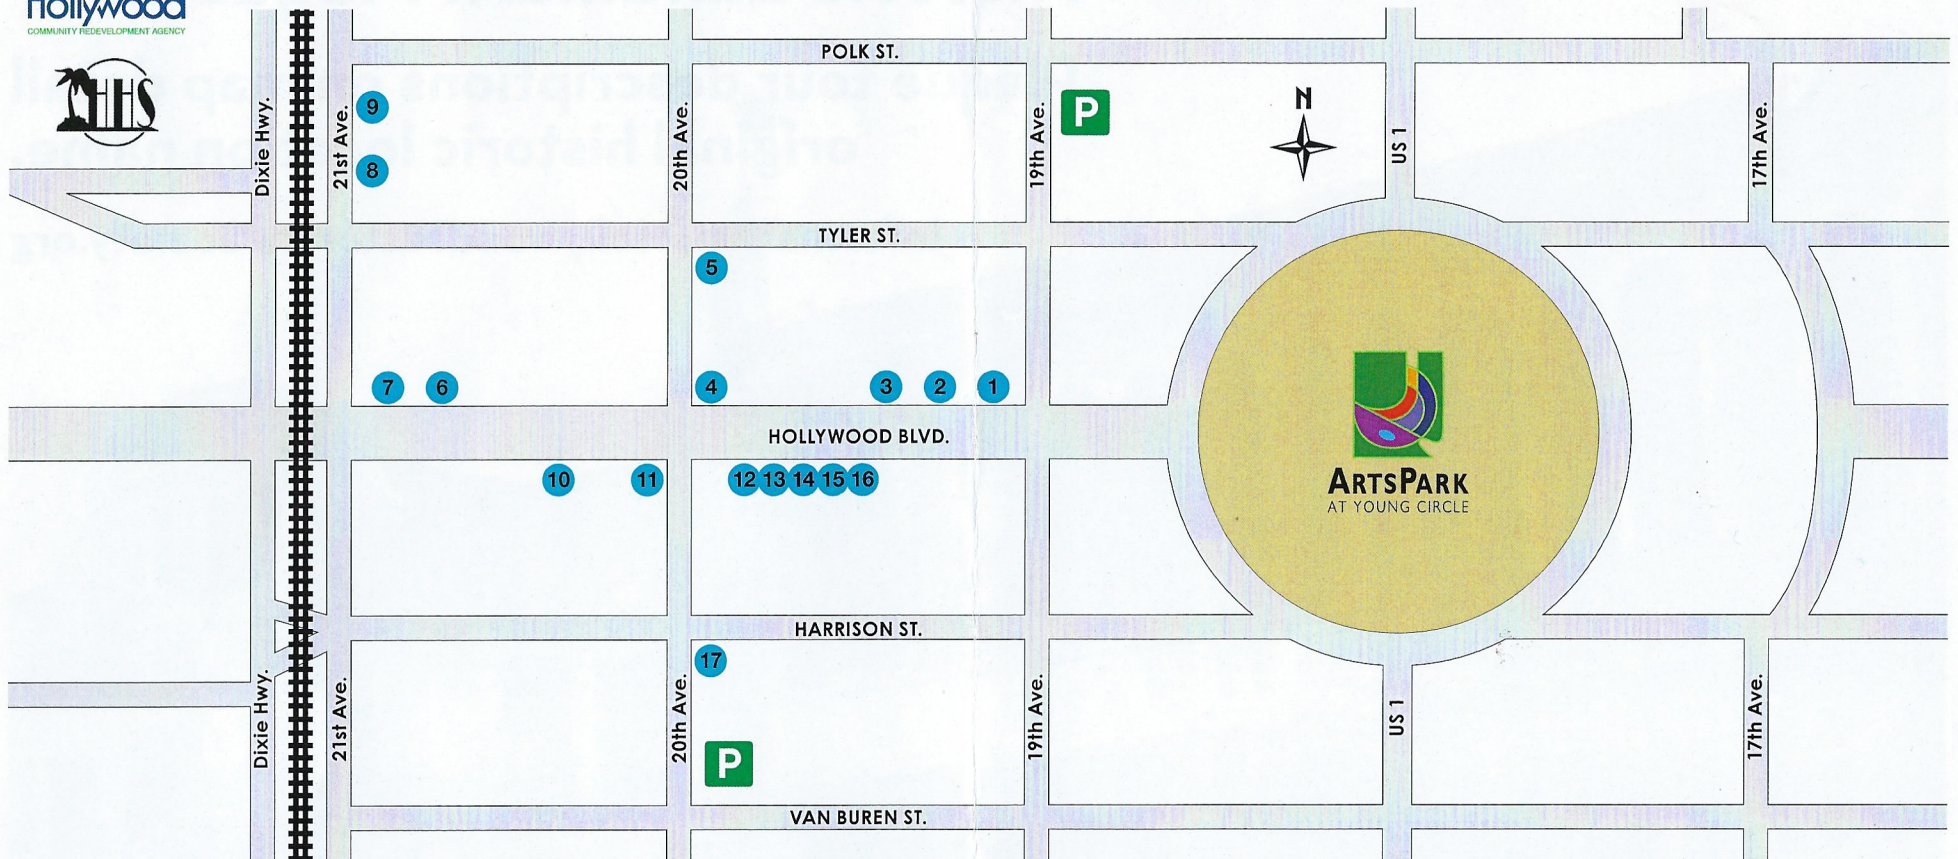 Hollywood
COMMUNITY REDEVELOPMENT AGENCY
HHS
POLK ST.
Dixie Hwy.
21st Ave.
9
8
20th Ave.
19th Ave.
P
N
US 1
17th Ave.
TYLER ST.
5
7
6
4
3
2
1
HOLLYWOOD BLVD.
10
11
12
13
14
15
16
ARTSPARK
AT YOUNG CIRCLE
HARRISON ST.
17
Dixie Hwy.
21st Ave.
20th Ave.
P
19th Ave.
US 1
17th Ave.
VAN BUREN ST.